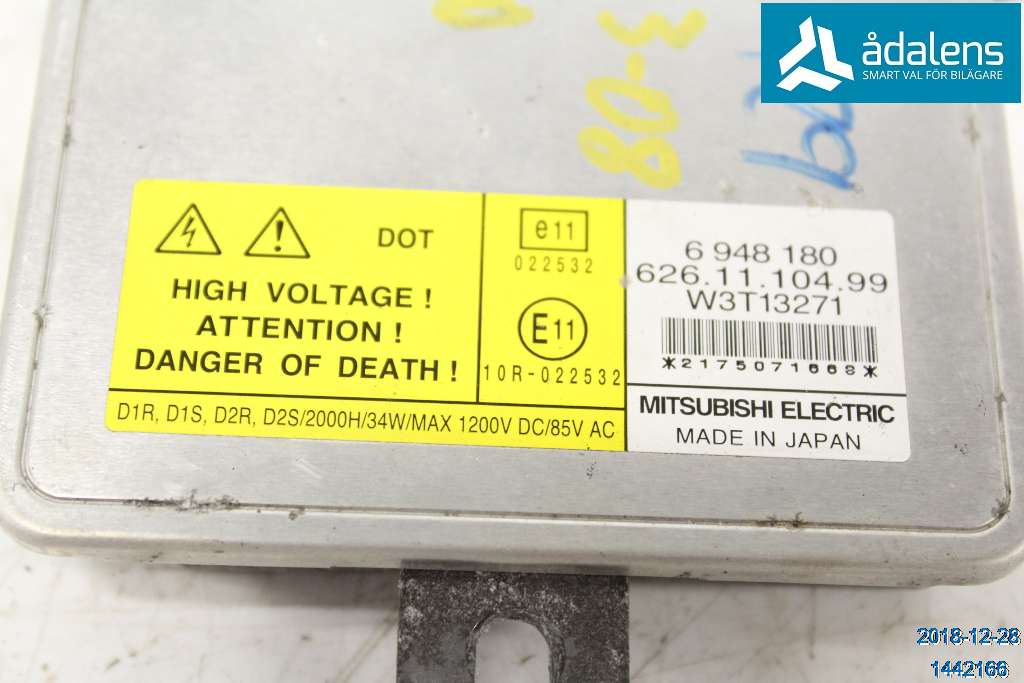 ådalens
SMART VAL FÖR BILÄGARE
80-3
DOT
HIGH VOLTAGE !
ATTENTION !
DANGER OF DEATH !
D1R, D1S, D2R, D2S/2000H/34W/MAX 1200V DC/85V AC
e11
022532
E11
10R-022532
6 948 180
626.11.104.99
W3T13271
*2175071668S*
MITSUBISHI ELECTRIC
MADE IN JAPAN
2018-12-28
1442166